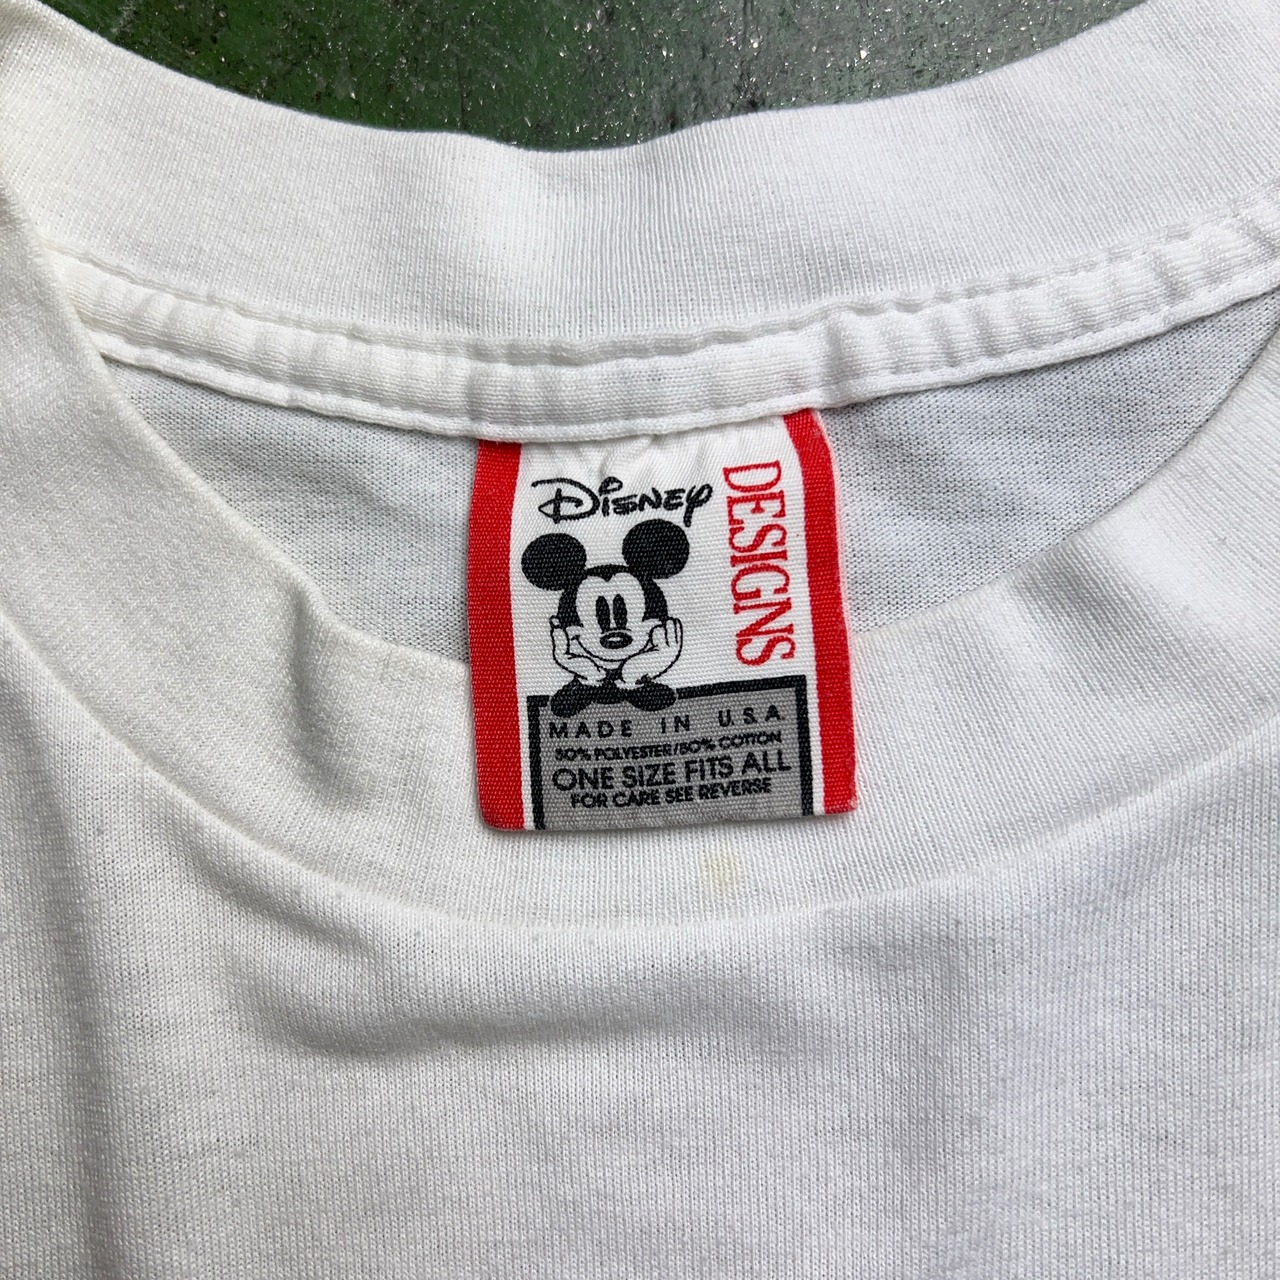 Disney
DESIGNS
MADE IN U.S.A.
50% POLYESTER/50% COTTON
ONE SIZE FITS ALL
FOR CARE SEE REVERSE